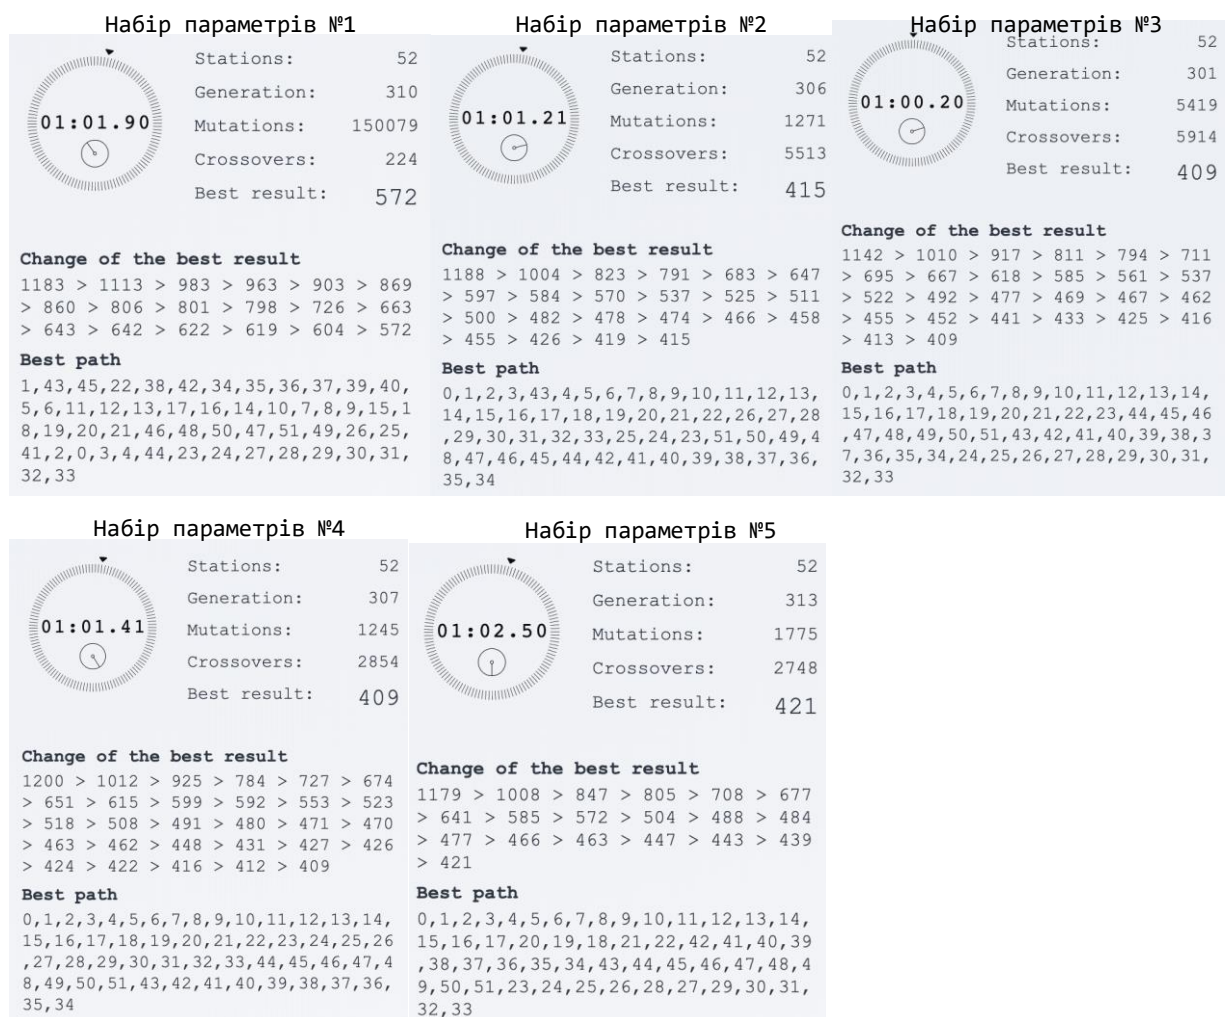 Набір параметрів №1
01:01.90
Stations: 52
Generation: 310
Mutations: 150079
Crossovers: 224
Best result: 572
Change of the best result
1183 > 1113 > 983 > 963 > 903 > 869
> 860 > 806 > 801 > 798 > 726 > 663
> 643 > 642 > 622 > 619 > 604 > 572
Best path
1,43,45,22,38,42,34,35,36,37,39,40,
5,6,11,12,13,17,16,14,10,7,8,9,15,1
8,19,20,21,46,48,50,47,51,49,26,25,
41,2,0,3,4,44,23,24,27,28,29,30,31,
32,33
Набір параметрів №2
01:01.21
Stations: 52
Generation: 306
Mutations: 1271
Crossovers: 5513
Best result: 415
Change of the best result
1188 > 1004 > 823 > 791 > 683 > 647
> 597 > 584 > 570 > 537 > 525 > 511
> 500 > 482 > 478 > 474 > 466 > 458
> 455 > 426 > 419 > 415
Best path
0,1,2,3,43,4,5,6,7,8,9,10,11,12,13,
14,15,16,17,18,19,20,21,22,26,27,28
,29,30,31,32,33,25,24,23,51,50,49,4
8,47,46,45,44,42,41,40,39,38,37,36,
35,34
Набір параметрів №3
01:00.20
Stations: 52
Generation: 301
Mutations: 5419
Crossovers: 5914
Best result: 409
Change of the best result
1142 > 1010 > 917 > 811 > 794 > 711
> 695 > 667 > 618 > 585 > 561 > 537
> 522 > 492 > 477 > 469 > 467 > 462
> 455 > 452 > 441 > 433 > 425 > 416
> 413 > 409
Best path
0,1,2,3,4,5,6,7,8,9,10,11,12,13,14,
15,16,17,18,19,20,21,22,23,44,45,46
,47,48,49,50,51,43,42,41,40,39,38,3
7,36,35,34,24,25,26,27,28,29,30,31,
32,33
Набір параметрів №4
01:01.41
Stations: 52
Generation: 307
Mutations: 1245
Crossovers: 2854
Best result: 409
Change of the best result
1200 > 1012 > 925 > 784 > 727 > 674
> 651 > 615 > 599 > 592 > 553 > 523
> 518 > 508 > 491 > 480 > 471 > 470
> 463 > 462 > 448 > 431 > 427 > 426
> 424 > 422 > 416 > 412 > 409
Best path
0,1,2,3,4,5,6,7,8,9,10,11,12,13,14,
15,16,17,18,19,20,21,22,23,24,25,26
,27,28,29,30,31,32,33,44,45,46,47,4
8,49,50,51,43,42,41,40,39,38,37,36,
35,34
Набір параметрів №5
01:02.50
Stations: 52
Generation: 313
Mutations: 1775
Crossovers: 2748
Best result: 421
Change of the best result
1179 > 1008 > 847 > 805 > 708 > 677
> 641 > 585 > 572 > 504 > 488 > 484
> 477 > 466 > 463 > 447 > 443 > 439
> 421
Best path
0,1,2,3,4,5,6,7,8,9,10,11,12,13,14,
15,16,17,20,19,18,21,22,42,41,40,39
,38,37,36,35,34,43,44,45,46,47,48,4
9,50,51,23,24,25,26,28,27,29,30,31,
32,33